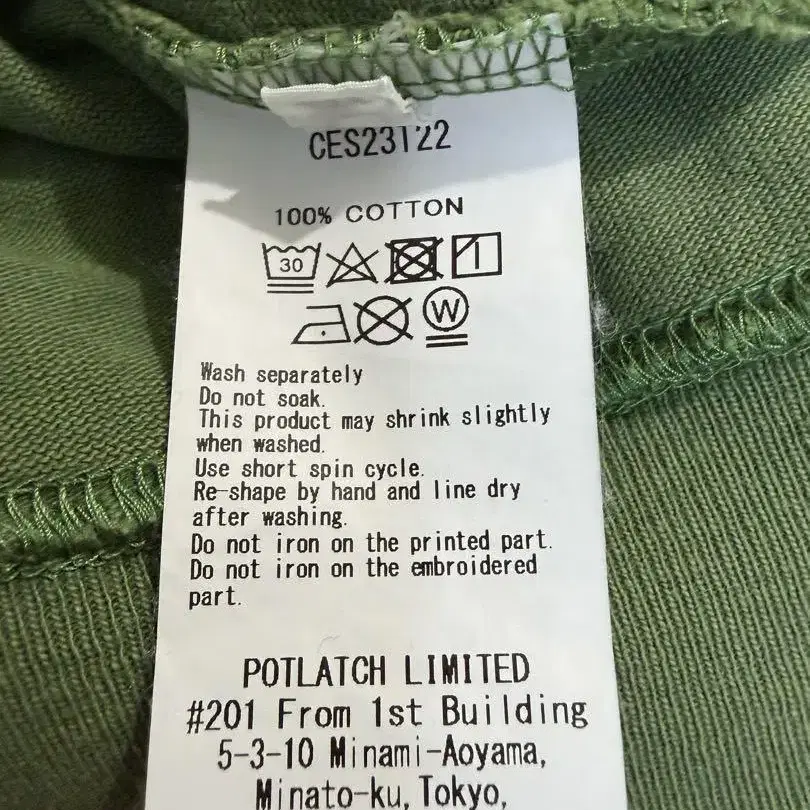 CES23T22
100% COTTON
30
W
Wash separately
Do not soak.
This product may shrink slightly
when washed.
Use short spin cycle.
Re-shape by hand and line dry
after washing.
Do not iron on the printed part.
Do not iron on the embroidered
part.
POTLATCH LIMITED
#201 From 1st Building
5-3-10 Minami-Aoyama,
Minato-ku, Tokyo,